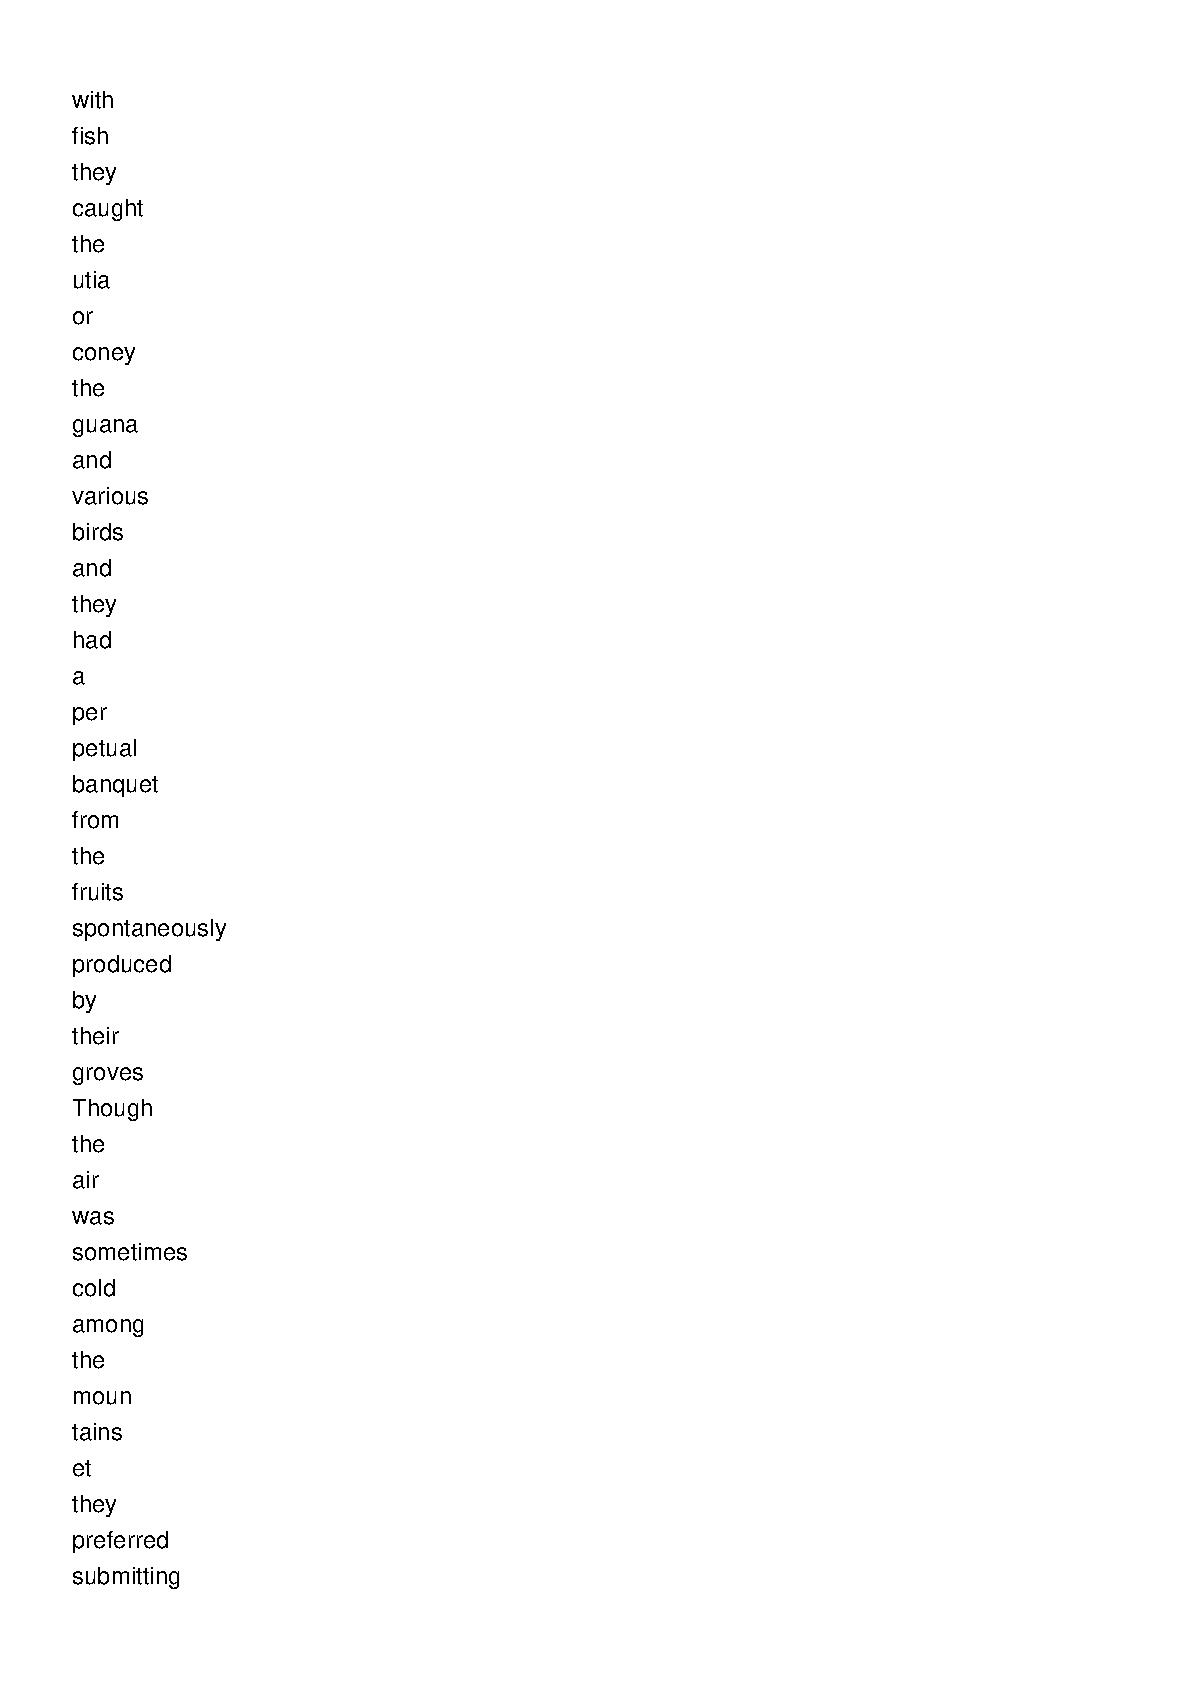 with
fish
they
caught
the
utia
or
coney
the
guana
and
various
birds
and
they
had
a
per
petual
banquet
from
the
fruits
spontaneously
produced
by
their
groves
Though
the
air
was
sometimes
cold
among
the
moun
tains
et
they
preferred
submitting